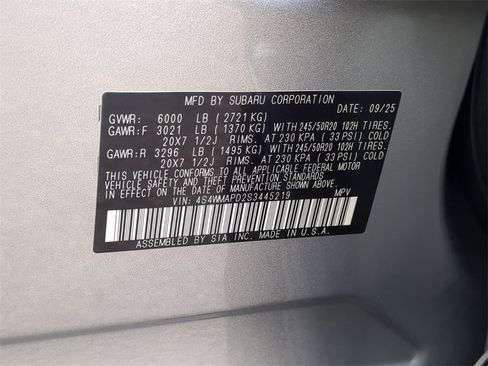 MFD BY SUBARU CORPORATION
DATE: 09/25
GVWR: 6000 LB (2721 KG)
GAWR:F 3021 LB (1370 KG) WITH 245/50R20 102H TIRES.
20X7 1/2J RIMS. AT 230 KPA (33 PSI) COLD
GAWR:R 3296 LB (1495 KG) WITH 245/50R20 102H TIRES.
20X7 1/2J RIMS. AT 230 KPA (33 PSI) COLD
THIS VEHICLE CONFORMS TO ALL APPLICABLE FEDERAL MOTOR
VEHICLE SAFETY AND THEFT PREVENTION STANDARDS
IN EFFECT ON THE DATE OF MANUFACTURE SHOWN ABOVE.
VIN: 4S4WMAPD2S3445219 MPV
ASSEMBLED BY SIA INC. MADE IN U.S.A.